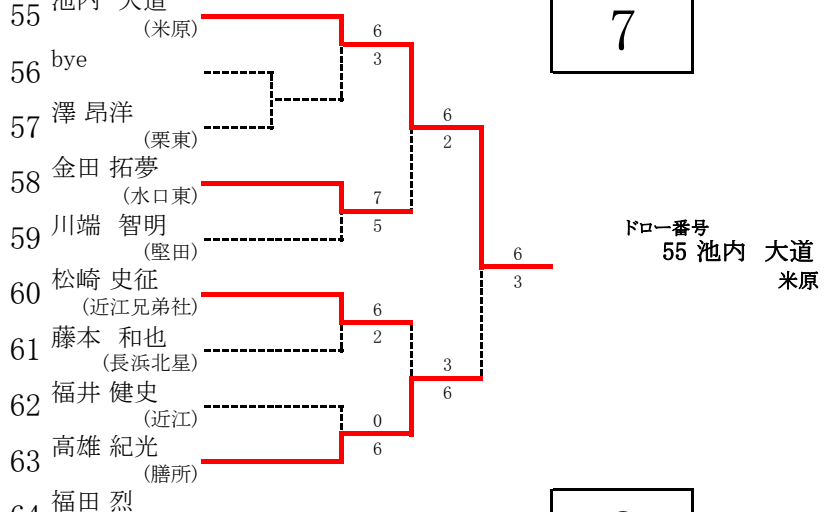 55 池内 大道
(米原)
56 bye
57 澤 昂洋
(栗東)
58 金田 拓夢
(水口東)
59 川端 智明
(堅田)
60 松崎 史征
(近江兄弟社)
61 藤本 和也
(長浜北星)
62 福井 健史
(近江)
63 高雄 紀光
(膳所)
64 福田 烈
6
3
7
5
6
2
0
6
6
2
3
6
6
3
7
ドロー番号
55 池内 大道
米原